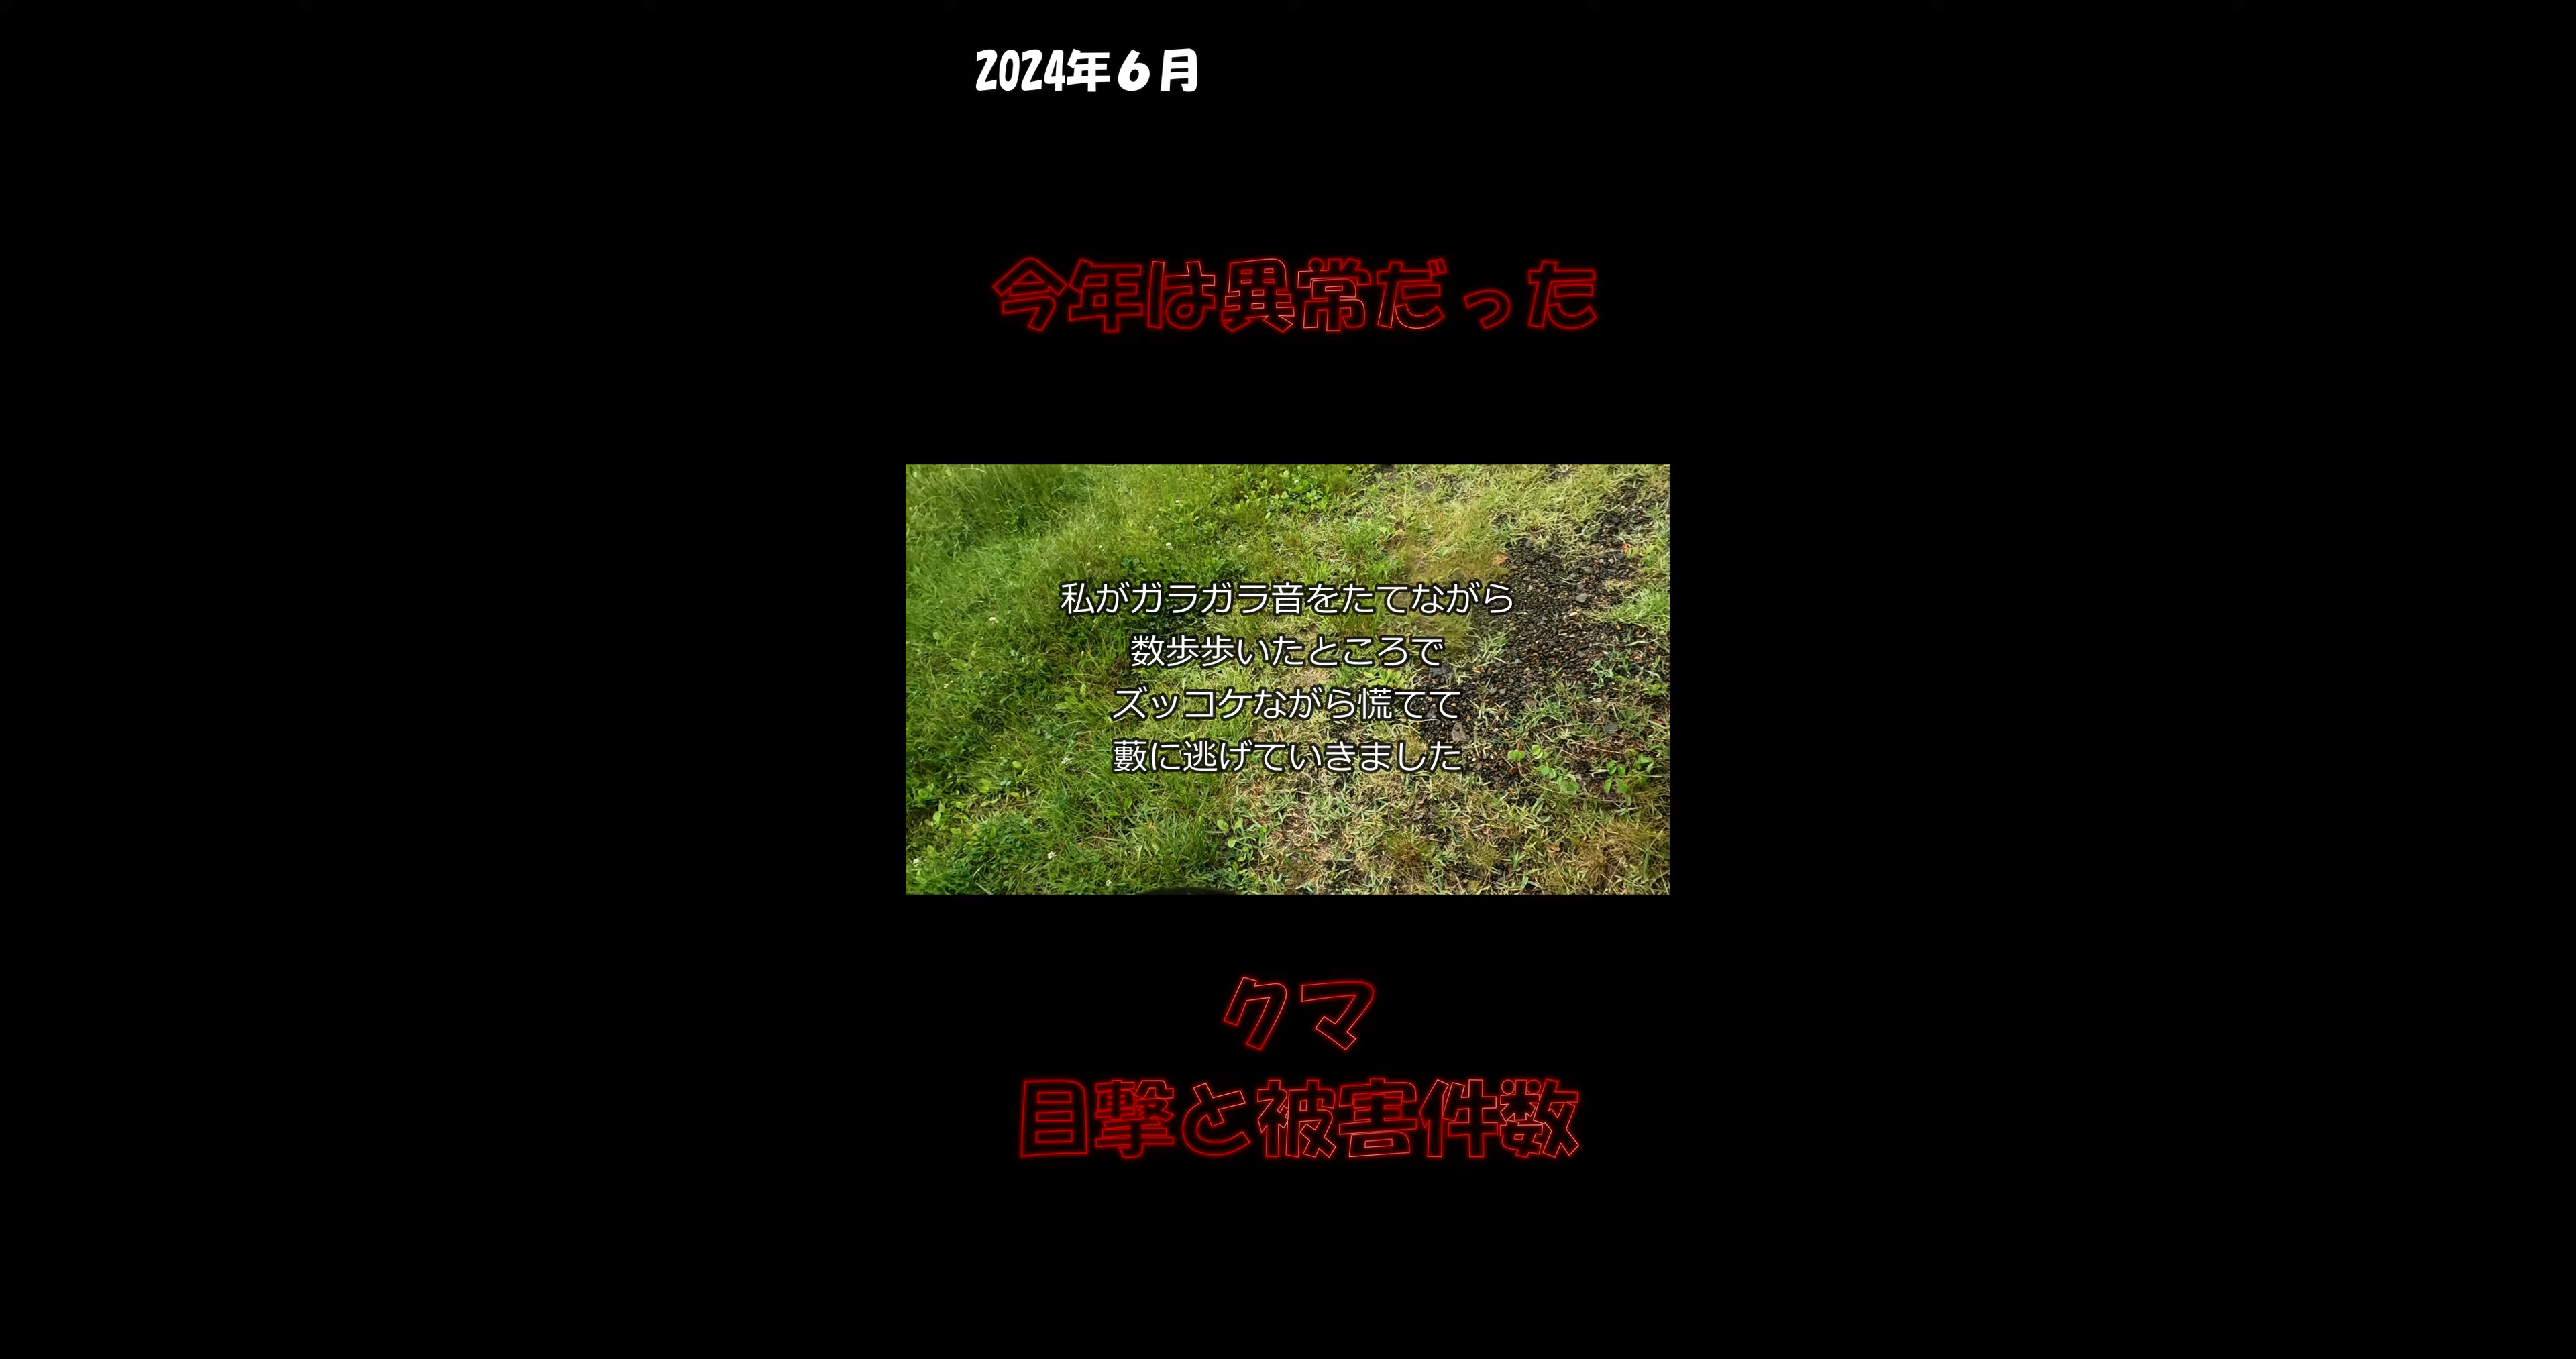 2024年６月
今年は異常だった
私がガラガラ音をたてながら
数歩歩いたところで
ズッコケながら慌てて
藪に逃げていきました
クマ
目撃と被害件数